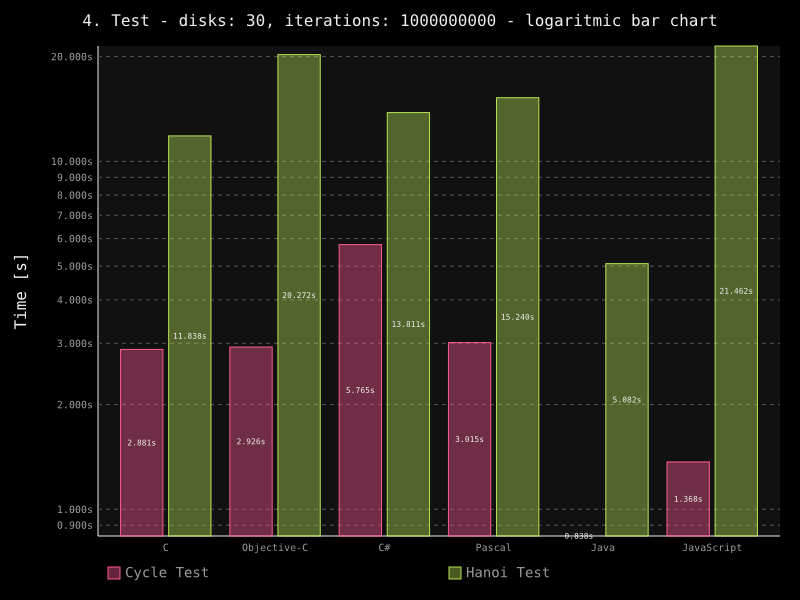 4. Test - disks: 30, iterations: 1000000000 - logaritmic bar chart
Time [s]
20.000s
10.000s
9.000s
8.000s
7.000s
6.000s
5.000s
4.000s
3.000s
2.000s
1.000s
0.900s
2.881s
11.838s
2.926s
20.272s
5.765s
13.811s
3.015s
15.240s
0.838s
5.082s
1.368s
21.462s
C
Objective-C
C#
Pascal
Java
JavaScript
Cycle Test
Hanoi Test